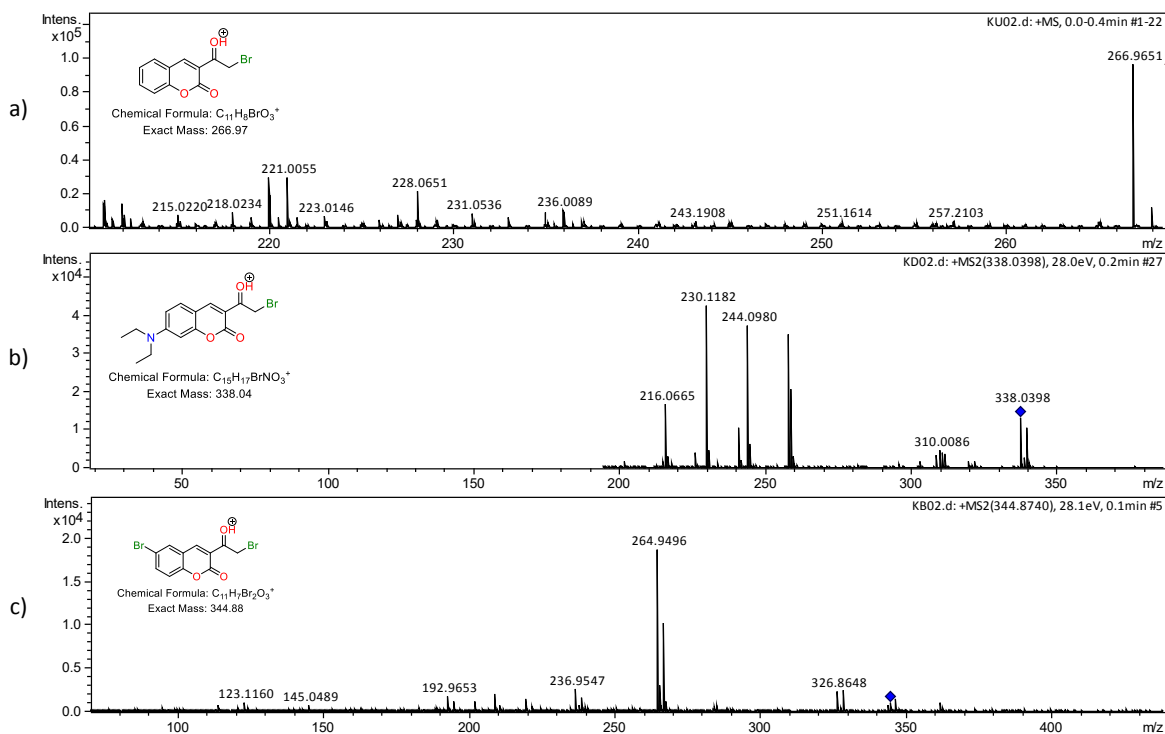 Intens.
x10⁵
KU02.d: +MS, 0.0-0.4min #1-22
a)
1.0
0.8
0.6
0.4
0.2
0.0
⊕
OH
Br
O
O
Chemical Formula: C₁₁H₈BrO₃⁺
Exact Mass: 266.97
215.0220
218.0234
221.0055
223.0146
228.0651
231.0536
236.0089
243.1908
251.1614
257.2103
266.9651
220
230
240
250
260
m/z
Intens.
x10⁴
KD02.d: +MS2(338.0398), 28.0eV, 0.2min #27
b)
4
3
2
1
0
⊕
OH
Br
N
O
O
Chemical Formula: C₁₅H₁₇BrNO₃⁺
Exact Mass: 338.04
216.0665
230.1182
244.0980
310.0086
338.0398
50
100
150
200
250
300
350
m/z
Intens.
x10⁴
KB02.d: +MS2(344.8740), 28.1eV, 0.1min #5
c)
2.0
1.5
1.0
0.5
0.0
⊕
OH
Br
Br
O
O
Chemical Formula: C₁₁H₇Br₂O₃⁺
Exact Mass: 344.88
123.1160
145.0489
192.9653
236.9547
264.9496
326.8648
100
150
200
250
300
350
400
m/z